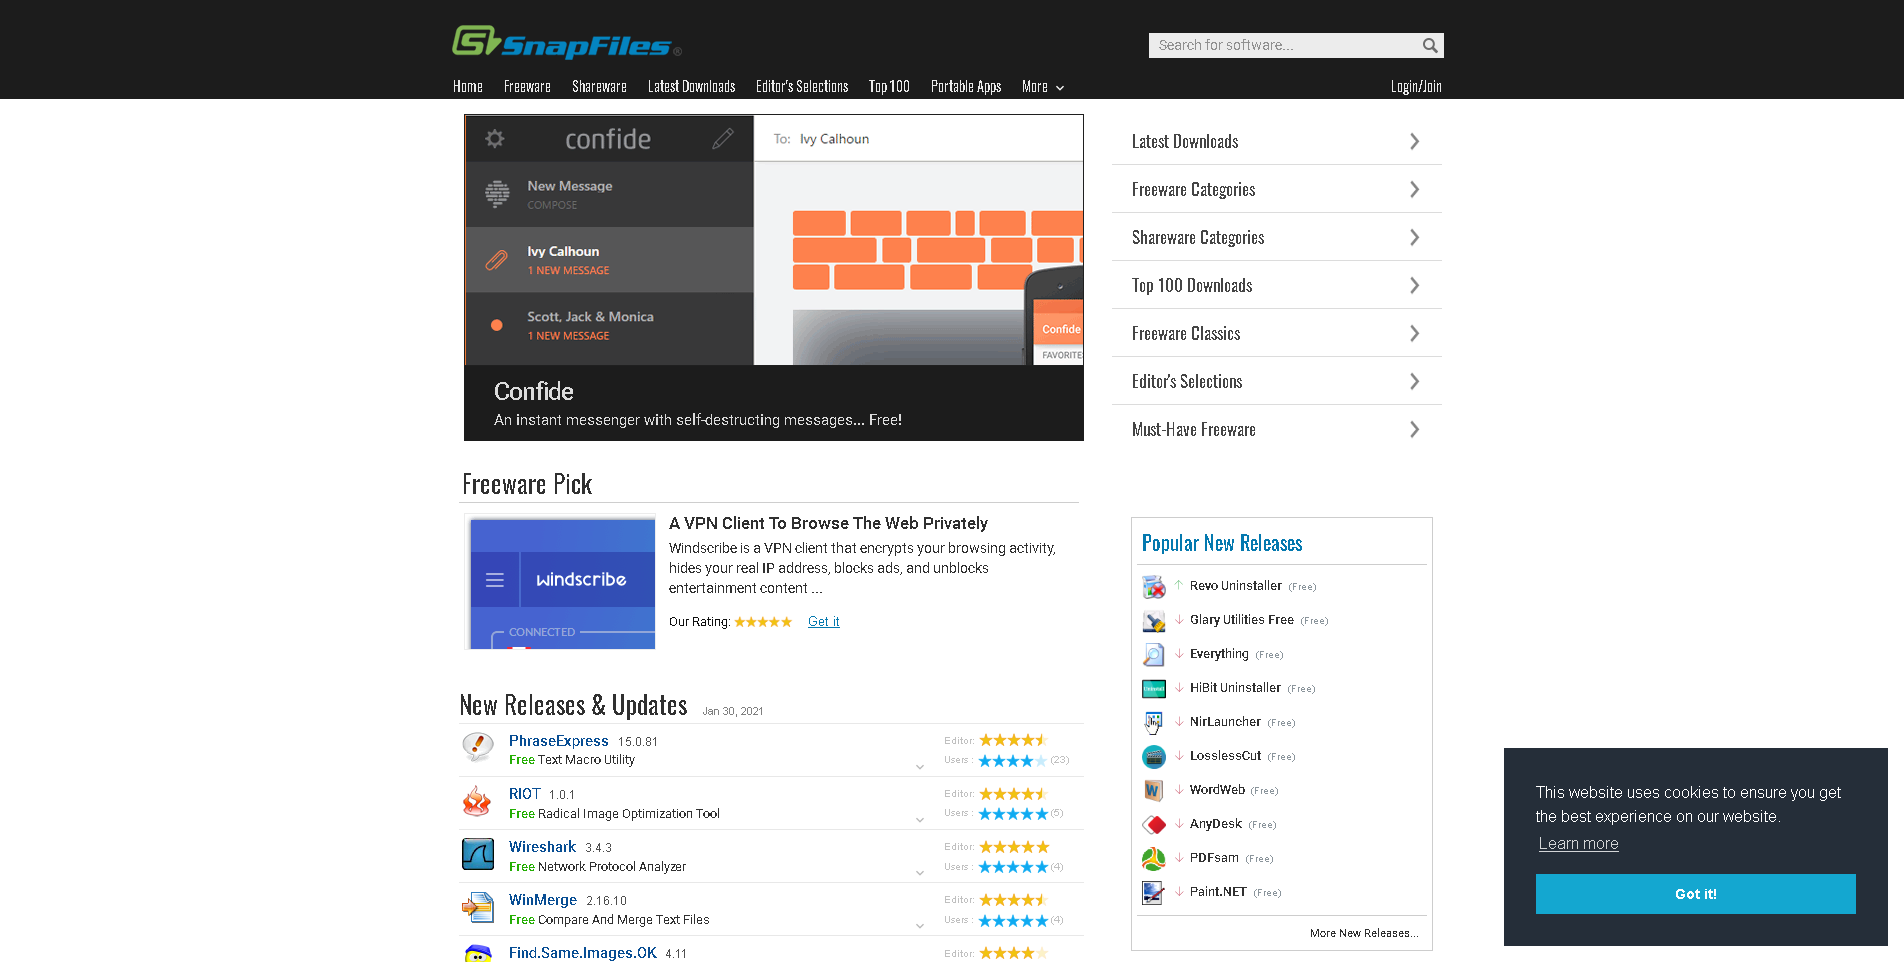 SnapFiles ®
Search for software...
Home Freeware Shareware Latest Downloads Editor's Selections Top 100 Portable Apps More Login/Join
confide
To: Ivy Calhoun
New Message
COMPOSE
Ivy Calhoun
1 NEW MESSAGE
Scott, Jack & Monica
1 NEW MESSAGE
Confide
FAVORITES
Confide
An instant messenger with self-destructing messages... Free!
Latest Downloads
Freeware Categories
Shareware Categories
Top 100 Downloads
Freeware Classics
Editor's Selections
Must-Have Freeware
Freeware Pick
windscribe
CONNECTED
A VPN Client To Browse The Web Privately
Windscribe is a VPN client that encrypts your browsing activity,
hides your real IP address, blocks ads, and unblocks
entertainment content ...
Our Rating: Get it
New Releases & Updates Jan 30, 2021
PhraseExpress 15.0.81 Editor:
Free Text Macro Utility Users : (23)
RIOT 1.0.1 Editor:
Free Radical Image Optimization Tool Users : (5)
Wireshark 3.4.3 Editor:
Free Network Protocol Analyzer Users : (4)
WinMerge 2.16.10 Editor:
Free Compare And Merge Text Files Users : (4)
Find.Same.Images.OK 4.11 Editor:
Popular New Releases
Revo Uninstaller (Free)
Glary Utilities Free (Free)
Everything (Free)
HiBit Uninstaller (Free)
NirLauncher (Free)
LosslessCut (Free)
WordWeb (Free)
AnyDesk (Free)
PDFsam (Free)
Paint.NET (Free)
More New Releases...
This website uses cookies to ensure you get
the best experience on our website.
Learn more
Got it!